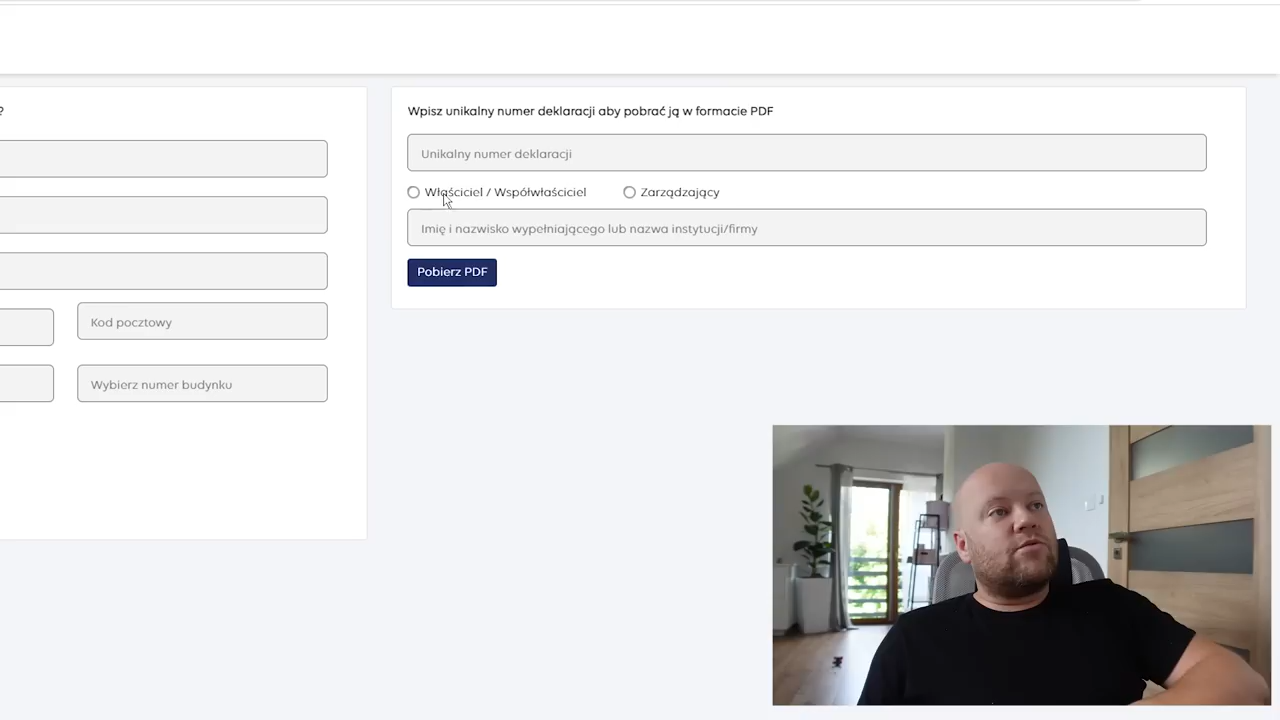 ?
Kod pocztowy
Wybierz numer budynku
Wpisz unikalny numer deklaracji aby pobrać ją w formacie PDF
Unikalny numer deklaracji
Właściciel / Współwłaściciel
Zarządzający
Imię i nazwisko wypełniającego lub nazwa instytucji/firmy
Pobierz PDF